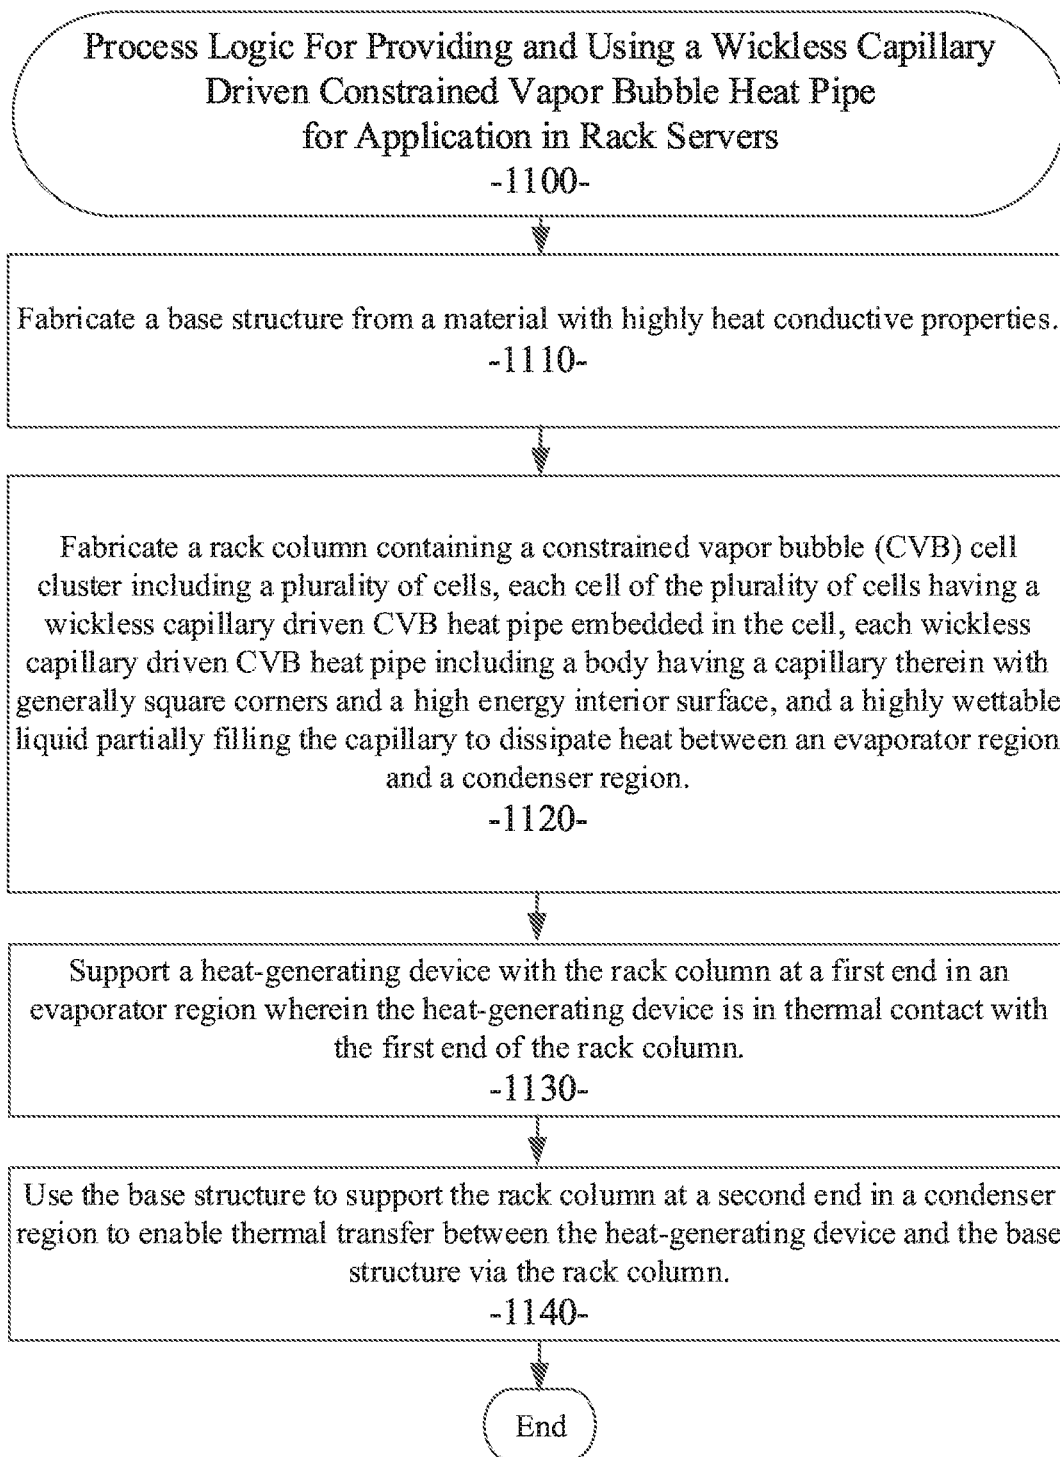 Process Logic For Providing and Using a Wickless Capillary
Driven Constrained Vapor Bubble Heat Pipe
for Application in Rack Servers
-1100-
Fabricate a base structure from a material with highly heat conductive properties.
-1110-
Fabricate a rack column containing a constrained vapor bubble (CVB) cell
cluster including a plurality of cells, each cell of the plurality of cells having a
wickless capillary driven CVB heat pipe embedded in the cell, each wickless
capillary driven CVB heat pipe including a body having a capillary therein with
generally square corners and a high energy interior surface, and a highly wettable
liquid partially filling the capillary to dissipate heat between an evaporator region
and a condenser region.
-1120-
Support a heat-generating device with the rack column at a first end in an
evaporator region wherein the heat-generating device is in thermal contact with
the first end of the rack column.
-1130-
Use the base structure to support the rack column at a second end in a condenser
region to enable thermal transfer between the heat-generating device and the base
structure via the rack column.
-1140-
End